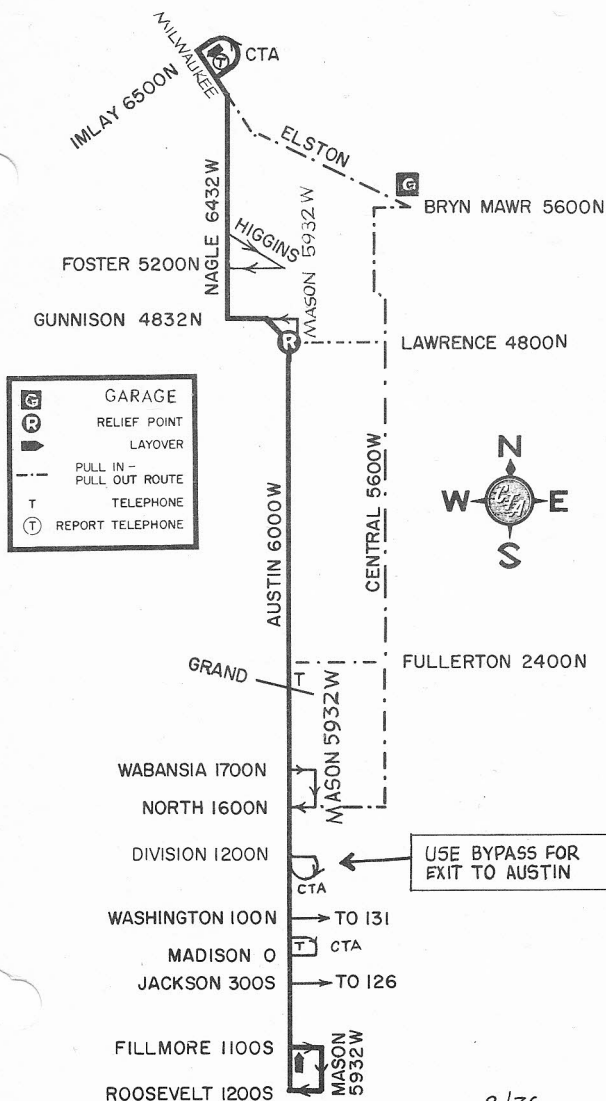 CTA
MILWAUKEE
IMLAY 6500N
ELSTON
G
BRYN MAWR 5600N
NAGLE 6432W
HIGGINS
MASON 5932W
FOSTER 5200N
GUNNISON 4832N
R
LAWRENCE 4800N
G GARAGE
R RELIEF POINT
LAYOVER
PULL IN –
PULL OUT ROUTE
T TELEPHONE
T REPORT TELEPHONE
N
W E
S
CTA
AUSTIN 6000W
CENTRAL 5600W
FULLERTON 2400N
GRAND
T
MASON 5932W
WABANSIA 1700N
NORTH 1600N
DIVISION 1200N
CTA
USE BYPASS FOR
EXIT TO AUSTIN
WASHINGTON 100N TO 131
T CTA
MADISON 0
JACKSON 300S TO 126
FILLMORE 1100S
MASON
5932W
ROOSEVELT 1200S